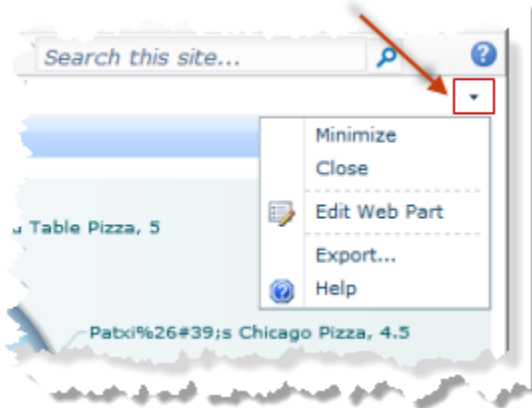 Search this site...
Minimize
Close
Edit Web Part
Table Pizza, 5
Export...
Help
Patxi%26#39;s Chicago Pizza, 4.5